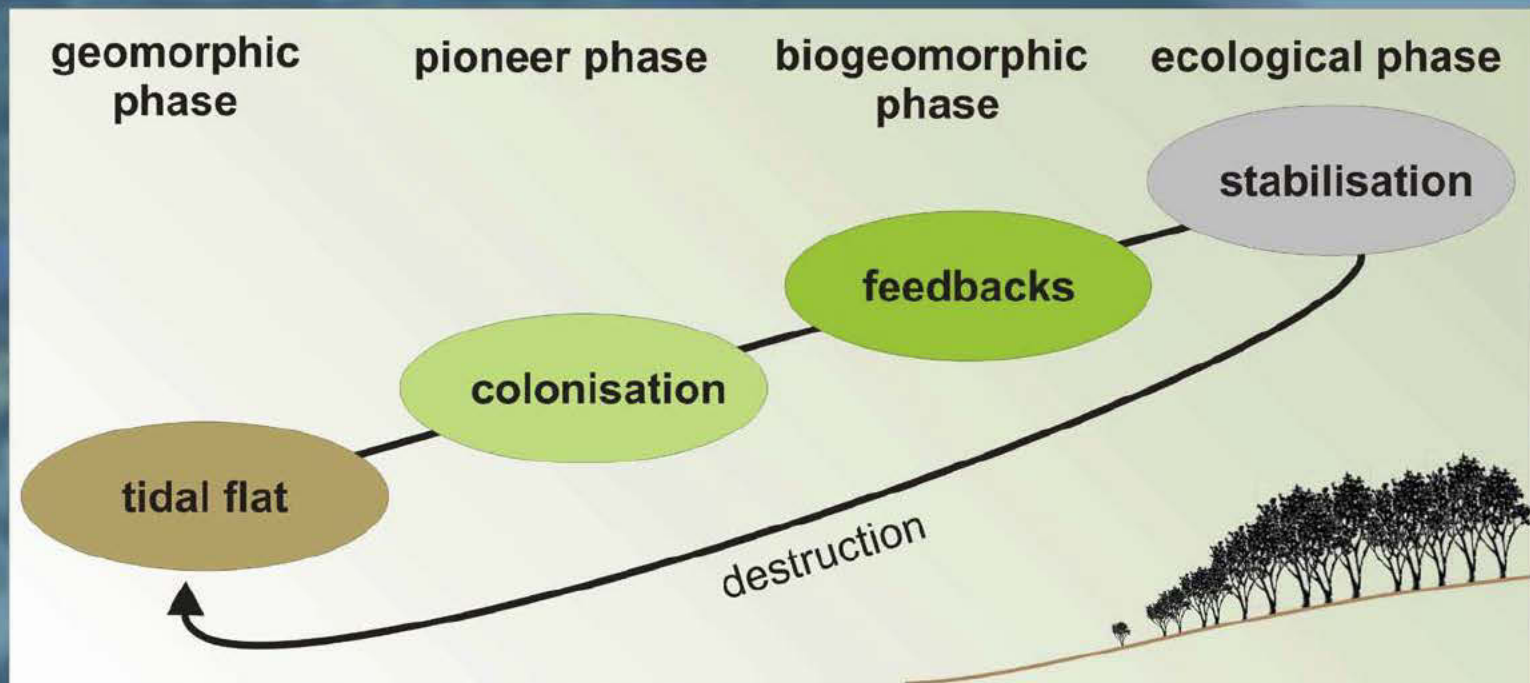 geomorphic
phase
pioneer phase
biogeomorphic
phase
ecological phase
stabilisation
feedbacks
colonisation
tidal flat
destruction